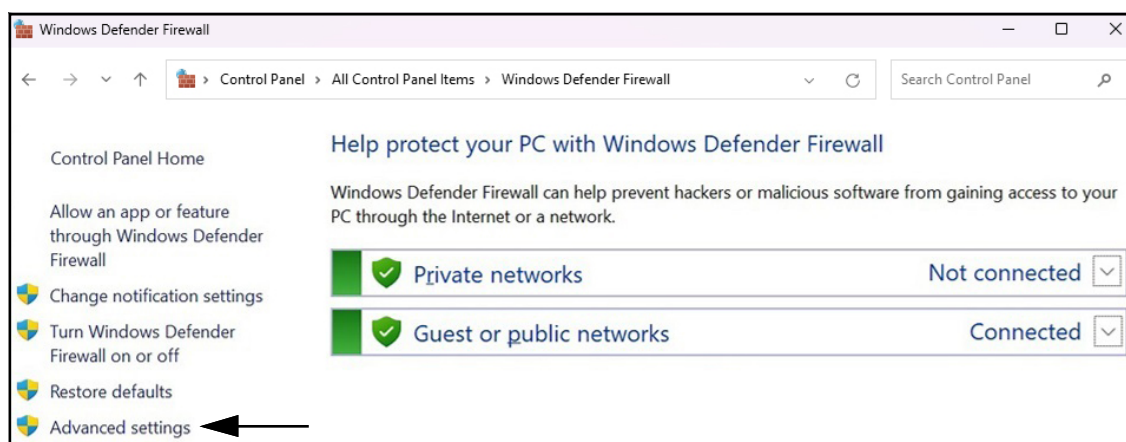 Windows Defender Firewall
Control Panel > All Control Panel Items > Windows Defender Firewall
Search Control Panel
Control Panel Home
Allow an app or feature
through Windows Defender
Firewall
Change notification settings
Turn Windows Defender
Firewall on or off
Restore defaults
Advanced settings
Help protect your PC with Windows Defender Firewall
Windows Defender Firewall can help prevent hackers or malicious software from gaining access to your
PC through the Internet or a network.
Private networks Not connected
Guest or public networks Connected